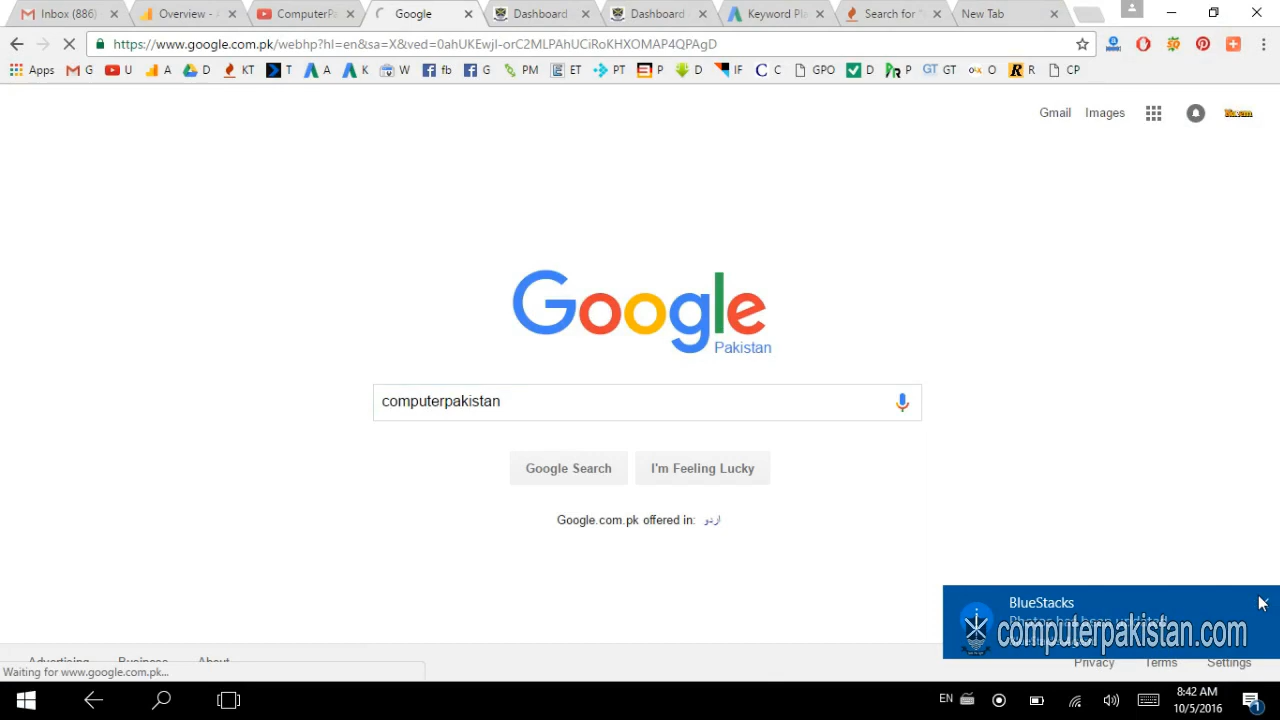 Inbox (886)
Overview - A
ComputerPa
Google
Dashboard
Dashboard
Keyword Pla
Search for "
New Tab
https://www.google.com.pk/webhp?hl=en&sa=X&ved=0ahUKEwjI-orC2MLPAhUCiRoKHXOMAP4QPAgD
Apps G U A D KT T A K W fb G PM ET PT P D IF C GPO D P GT O R CP
Gmail Images
Google
Pakistan
computerpakistan
Google Search I'm Feeling Lucky
Google.com.pk offered in: اردو
BlueStacks
computerpakistan.com
Advertising Business About
Privacy Terms Settings
Waiting for www.google.com.pk...
EN
8:42 AM
10/5/2016
1